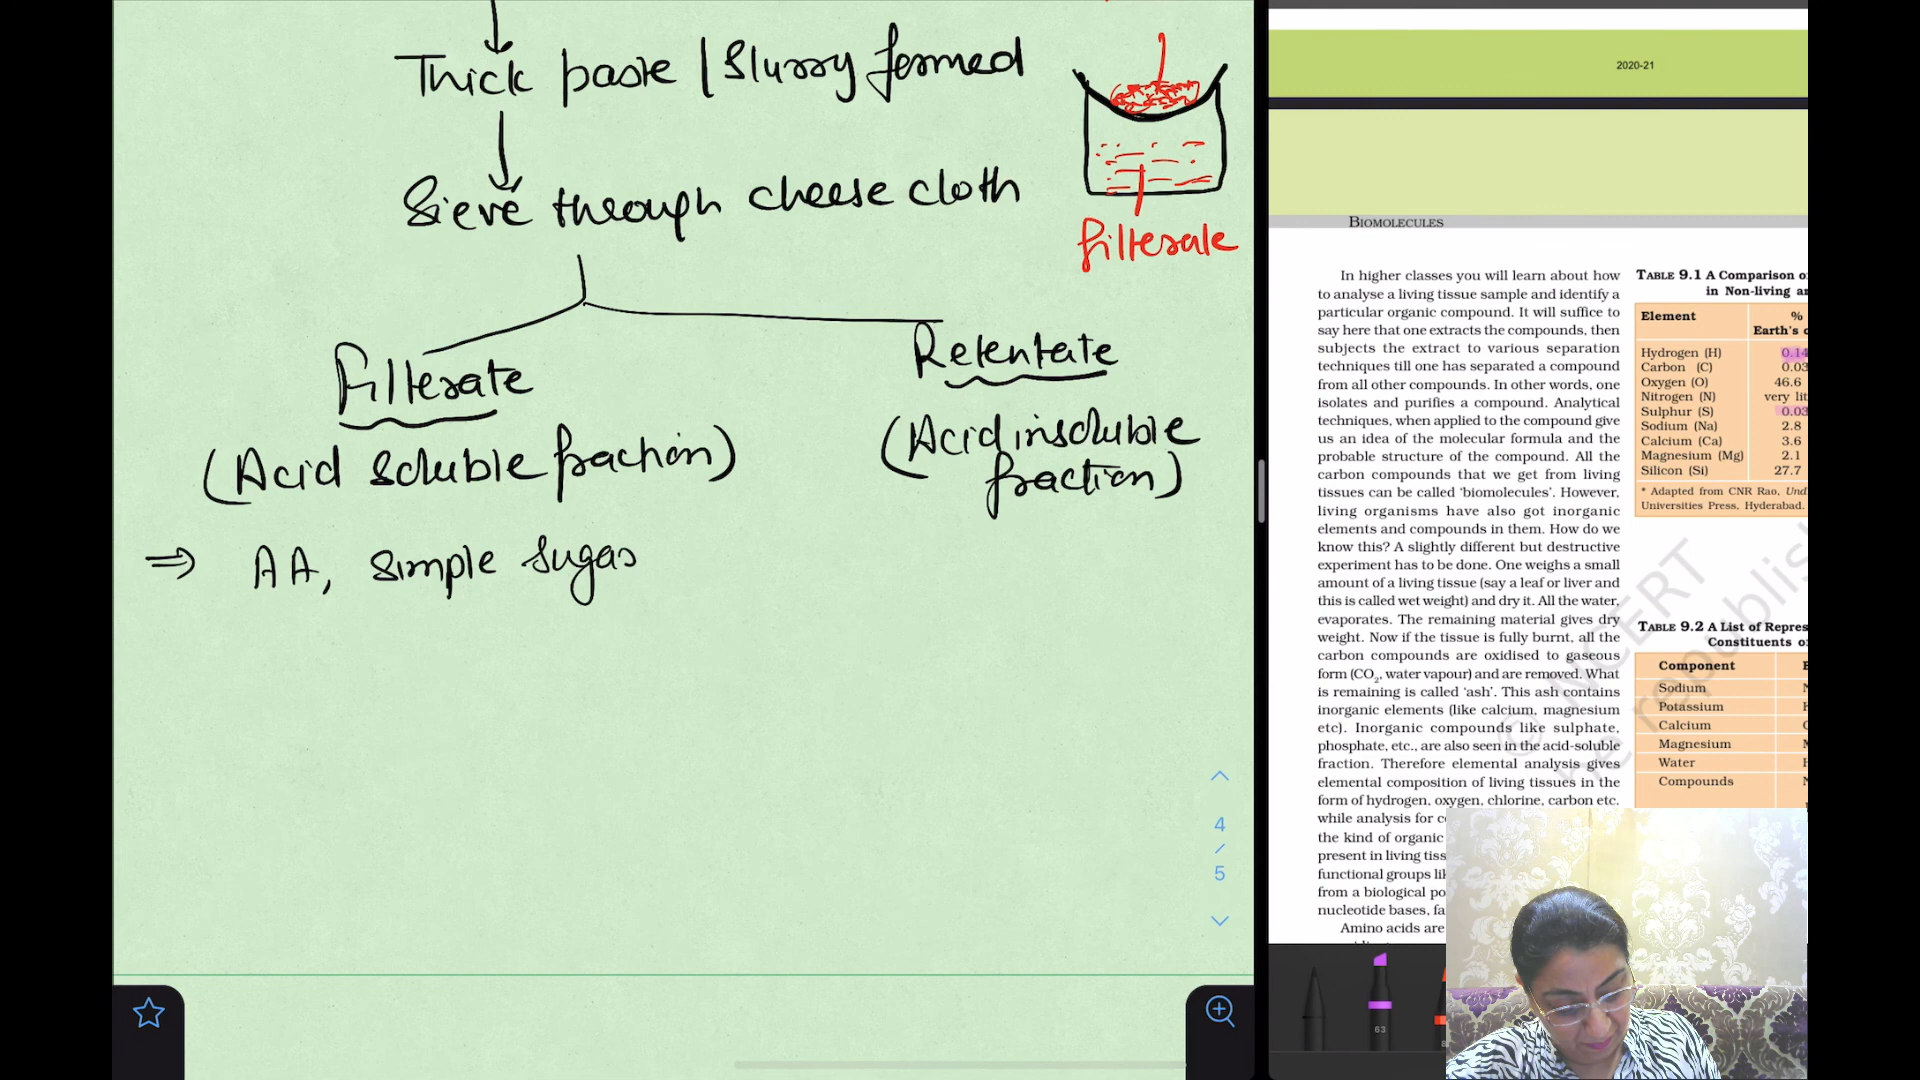 Thick paste / Slurry formed
Sieve through cheese cloth
filterate
Filterate
Retentate
(Acid soluble fraction)
(Acid insoluble
fraction)
⇒ AA, simple sugas
4
/
5
2020-21
BIOMOLECULES
In higher classes you will learn about how
to analyse a living tissue sample and identify a
particular organic compound. It will suffice to
say here that one extracts the compounds, then
subjects the extract to various separation
techniques till one has separated a compound
from all other compounds. In other words, one
isolates and purifies a compound. Analytical
techniques, when applied to the compound give
us an idea of the molecular formula and the
probable structure of the compound. All the
carbon compounds that we get from living
tissues can be called ‘biomolecules’. However,
living organisms have also got inorganic
elements and compounds in them. How do we
know this? A slightly different but destructive
experiment has to be done. One weighs a small
amount of a living tissue (say a leaf or liver and
this is called wet weight) and dry it. All the water,
evaporates. The remaining material gives dry
weight. Now if the tissue is fully burnt, all the
carbon compounds are oxidised to gaseous
form (CO2, water vapour) and are removed. What
is remaining is called ‘ash’. This ash contains
inorganic elements (like calcium, magnesium
etc). Inorganic compounds like sulphate,
phosphate, etc., are also seen in the acid-soluble
fraction. Therefore elemental analysis gives
elemental composition of living tissues in the
form of hydrogen, oxygen, chlorine, carbon etc.
while analysis for
the kind of organic
present in living
functional groups
from a biological
nucleotide bases,
Amino acids are
TABLE 9.1 A Comparison
in Non-living
Element %
Earth's
Hydrogen (H) 0.14
Carbon (C) 0.03
Oxygen (O) 46.6
Nitrogen (N) very
Sulphur (S) 0.03
Sodium (Na) 2.8
Calcium (Ca) 3.6
Magnesium (Mg) 2.1
Silicon (Si) 27.7
* Adapted from CNR Rao,
Universities Press, Hyderabad.
TABLE 9.2 A List of
Constituents
Component
Sodium
Potassium
Calcium
Magnesium
Water
Compounds
© NCERT
be republis
63